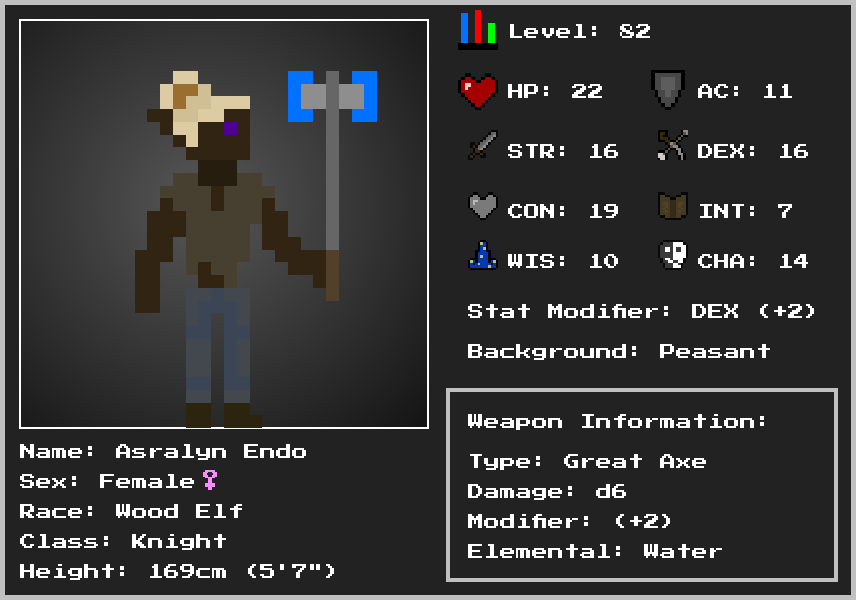 Level: 82
HP: 22
AC: 11
STR: 16
DEX: 16
CON: 19
INT: 7
WIS: 10
CHA: 14
Stat Modifier: DEX (+2)
Background: Peasant
Weapon Information:
Type: Great Axe
Damage: d6
Modifier: (+2)
Elemental: Water
Name: Asralyn Endo
Sex: Female♀
Race: Wood Elf
Class: Knight
Height: 169cm (5'7")